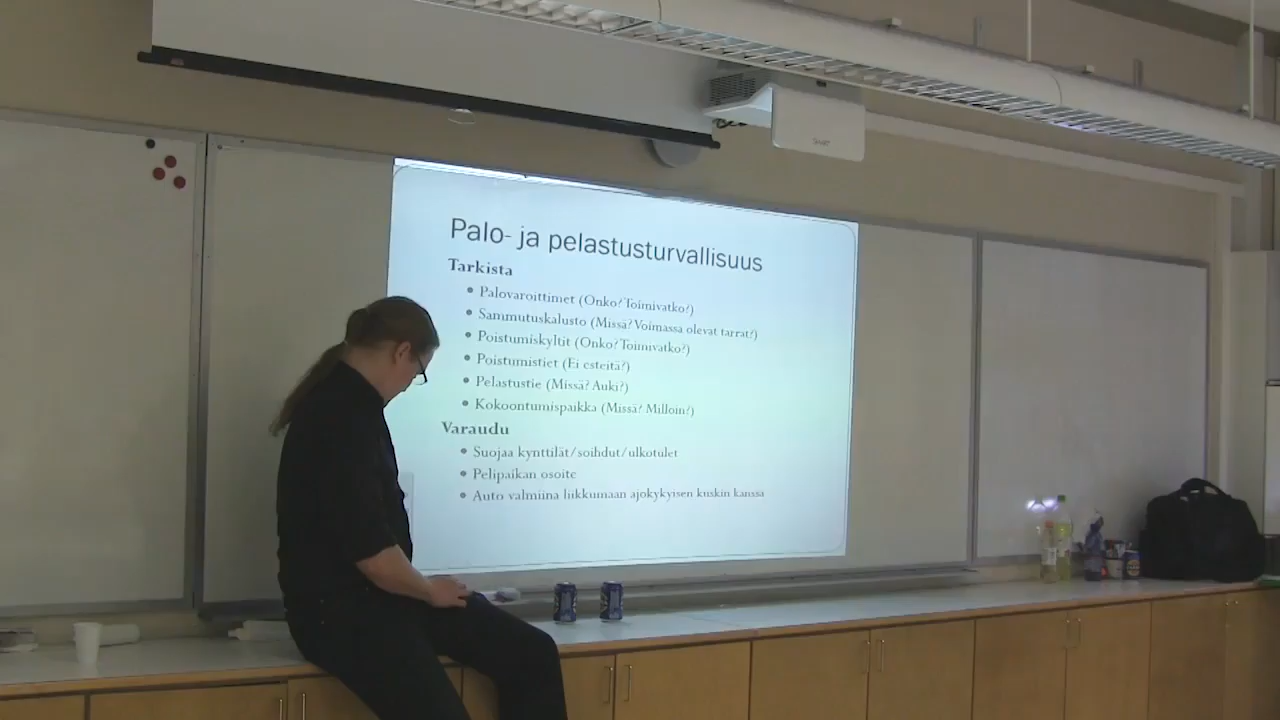 Palo- ja pelastusturvallisuus
Tarkista
Palovaroittimet (Onko? Toimivatko?)
Sammutuskalusto (Missä? Voimassa olevat tarrat?)
Poistumiskyltit (Onko? Toimivatko?)
Poistumistiet (Ei esteitä?)
Pelastustie (Missä? Auki?)
Kokoontumispaikka (Missä? Milloin?)
Varaudu
Suojaa kynttilät/soihdut/ulkotulet
Pelipaikan osoite
Auto valmiina liikkumaan ajokykyisen kuskin kanssa